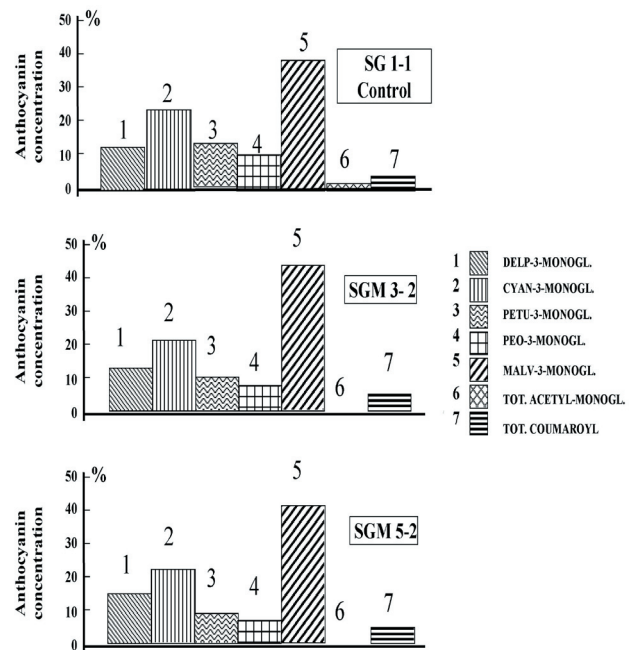 50 %
40
30
20
10
0
Anthocyanin
concentration
1
2
3
4
5
6
7
SG 1-1
Control
50 %
40
30
20
10
0
Anthocyanin
concentration
1
2
3
4
5
6
7
SGM 3- 2
1 DELP-3-MONOGL.
2 CYAN-3-MONOGL.
3 PETU-3-MONOGL.
4 PEO-3-MONOGL.
5 MALV-3-MONOGL.
6 TOT. ACETYL-MONOGL.
7 TOT. COUMAROYL
50 %
40
30
20
10
0
Anthocyanin
concentration
1
2
3
4
5
6
7
SGM 5-2